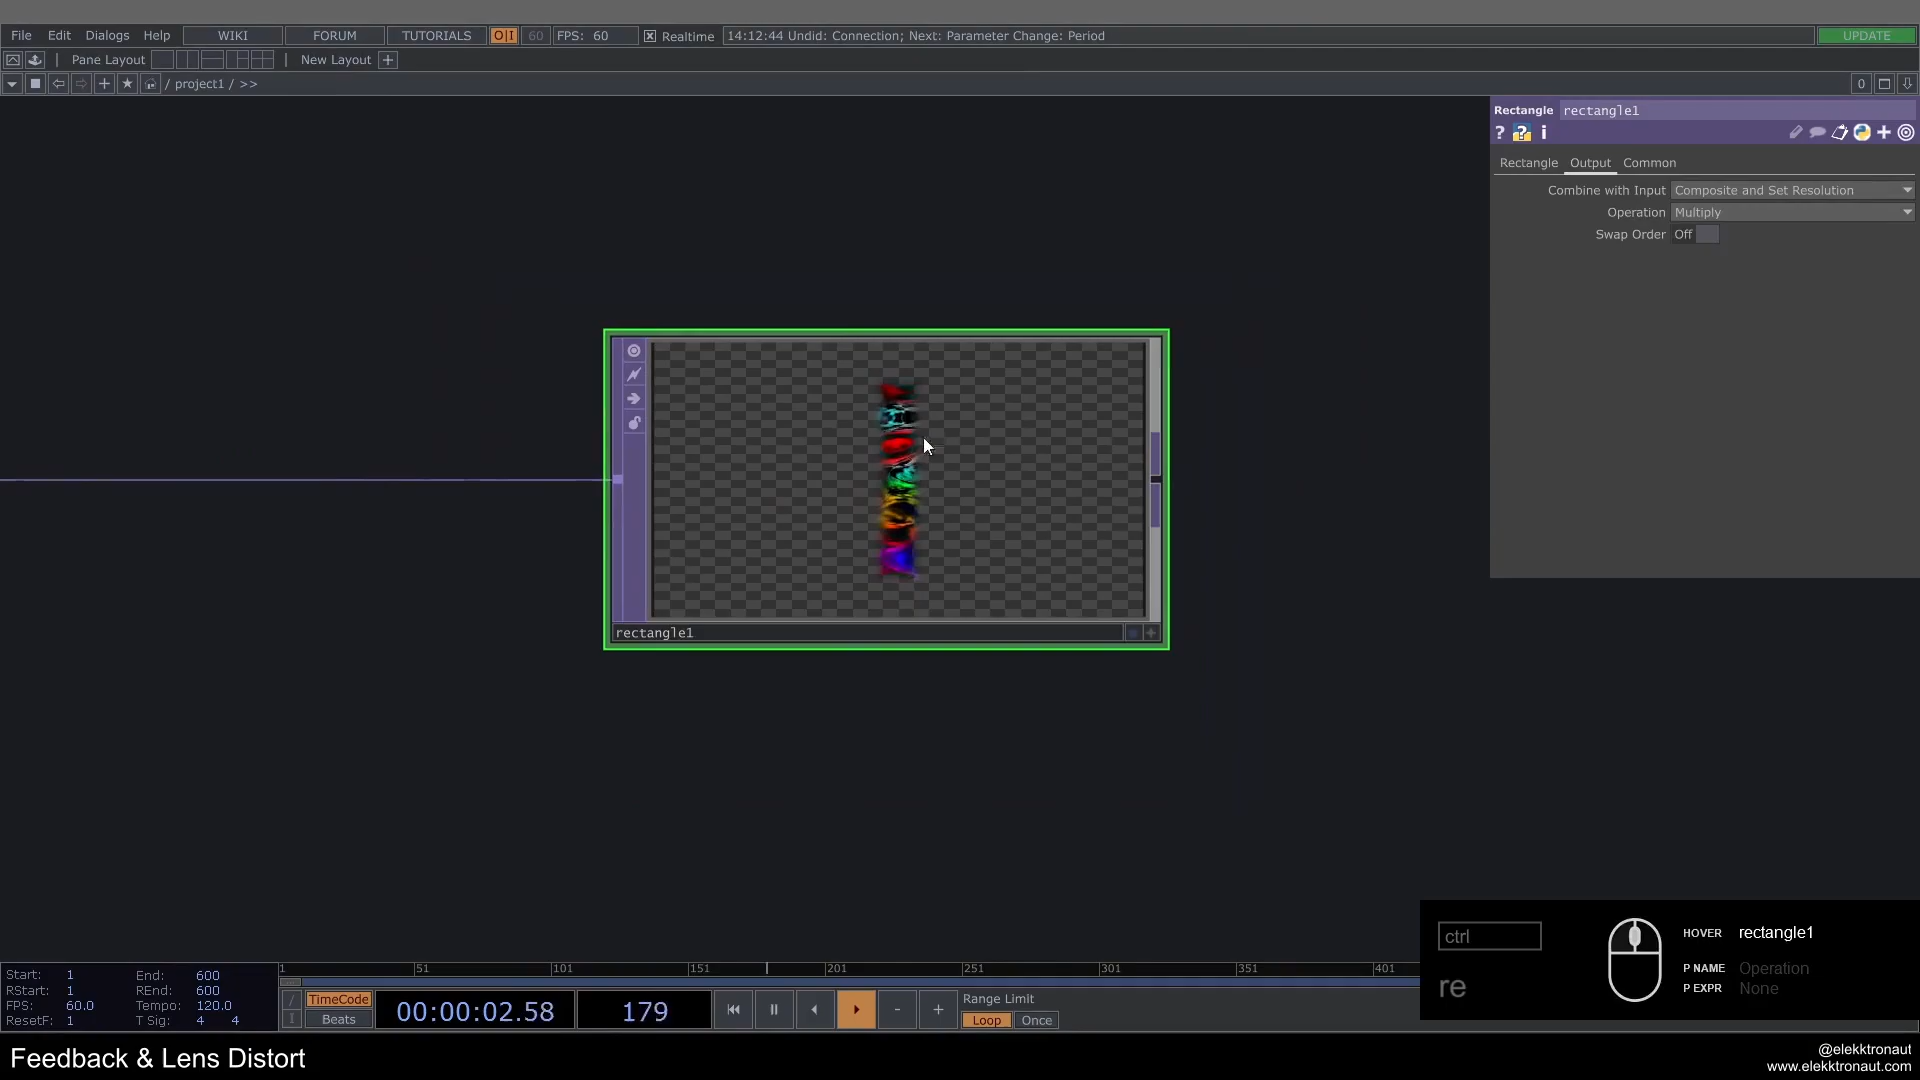 File Edit Dialogs Help WIKI FORUM TUTORIALS O|I 60 FPS: 60 Realtime 14:12:44 Undid: Connection; Next: Parameter Change: Period UPDATE
| Pane Layout | New Layout +
/ project1 / >> 0
Rectangle rectangle1
? ? i
Rectangle Output Common
Combine with Input Composite and Set Resolution
Operation Multiply
Swap Order Off
rectangle1
ctrl
re
HOVER rectangle1
P NAME Operation
P EXPR None
1 51 101 151 201 251 301 351 401
Start: 1 End: 600
RStart: 1 REnd: 600
FPS: 60.0 Tempo: 120.0
ResetF: 1 T Sig: 4 4
TimeCode
Beats
00:00:02.58 179
- +
Range Limit
Loop Once
Feedback & Lens Distort
@elekktronaut
www.elekktronaut.com